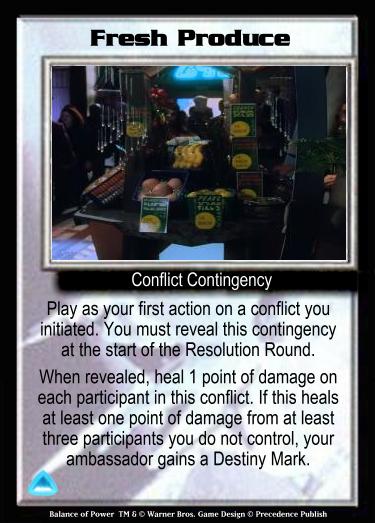 Fresh Produce
Conflict Contingency
Play as your first action on a conflict you
initiated. You must reveal this contingency
at the start of the Resolution Round.
When revealed, heal 1 point of damage on
each participant in this conflict. If this heals
at least one point of damage from at least
three participants you do not control, your
ambassador gains a Destiny Mark.
Balance of Power TM & © Warner Bros. Game Design © Precedence Publish